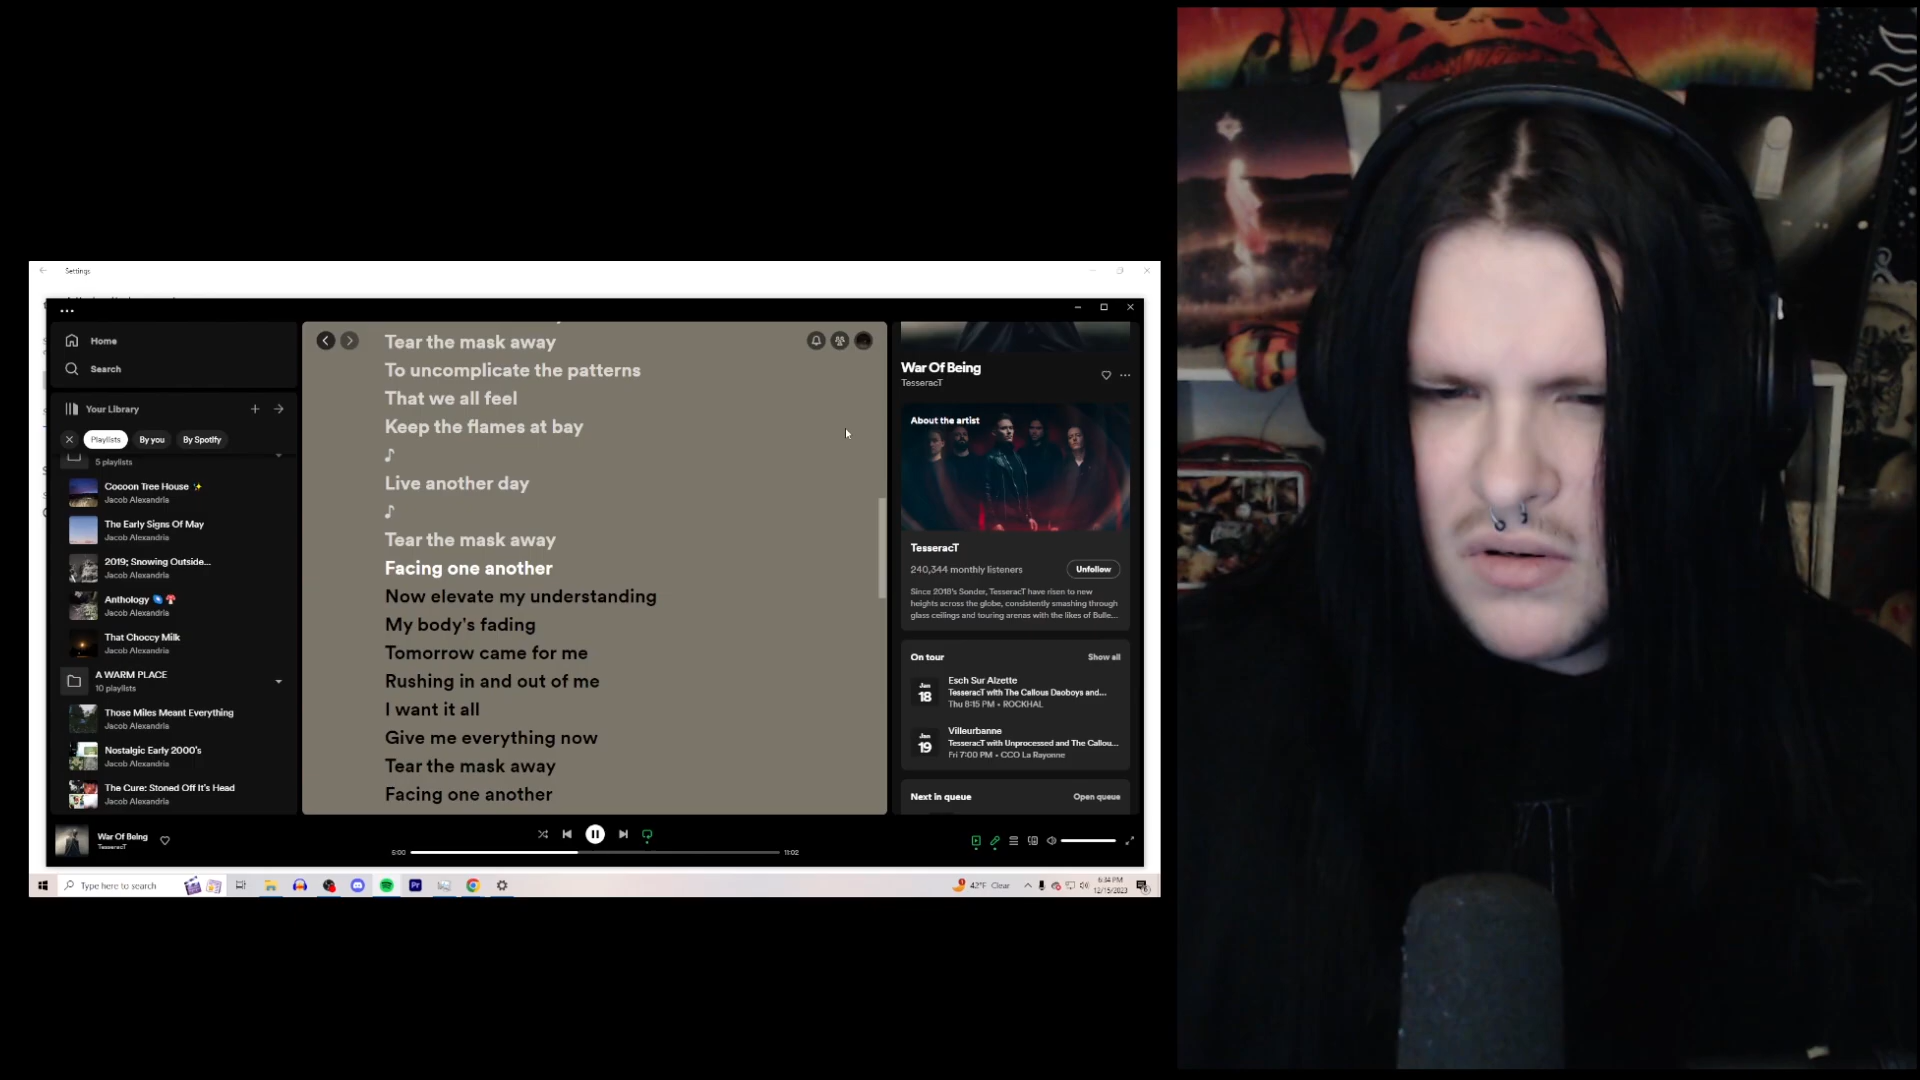 Settings
Home
Search
Your Library
Playlists
By you
By Spotify
5 playlists
Cocoon Tree House ✨
Jacob Alexandria
The Early Signs Of May
Jacob Alexandria
2019; Snowing Outside...
Jacob Alexandria
Anthology
Jacob Alexandria
That Choccy Milk
Jacob Alexandria
A WARM PLACE
10 playlists
Those Miles Meant Everything
Jacob Alexandria
Nostalgic Early 2000's
Jacob Alexandria
The Cure: Stoned Off It's Head
Jacob Alexandria
Tear the mask away
To uncomplicate the patterns
That we all feel
Keep the flames at bay
♪
Live another day
♪
Tear the mask away
Facing one another
Now elevate my understanding
My body's fading
Tomorrow came for me
Rushing in and out of me
I want it all
Give me everything now
Tear the mask away
Facing one another
War Of Being
TesseracT
About the artist
TesseracT
240,344 monthly listeners
Unfollow
Since 2018's Sonder, TesseracT have risen to new
heights across the globe, consistently smashing through
glass ceilings and touring arenas with the likes of Bulle...
On tour
Show all
Jan
18
Esch Sur Alzette
TesseracT with The Callous Daoboys and...
Thu 8:15 PM • ROCKHAL
Jan
19
Villeurbanne
TesseracT with Unprocessed and The Callou...
Fri 7:00 PM • CCO La Rayonne
Next in queue
Open queue
War Of Being
TesseracT
5:00
11:02
Type here to search
42°F Clear
6:34 PM
12/15/2023